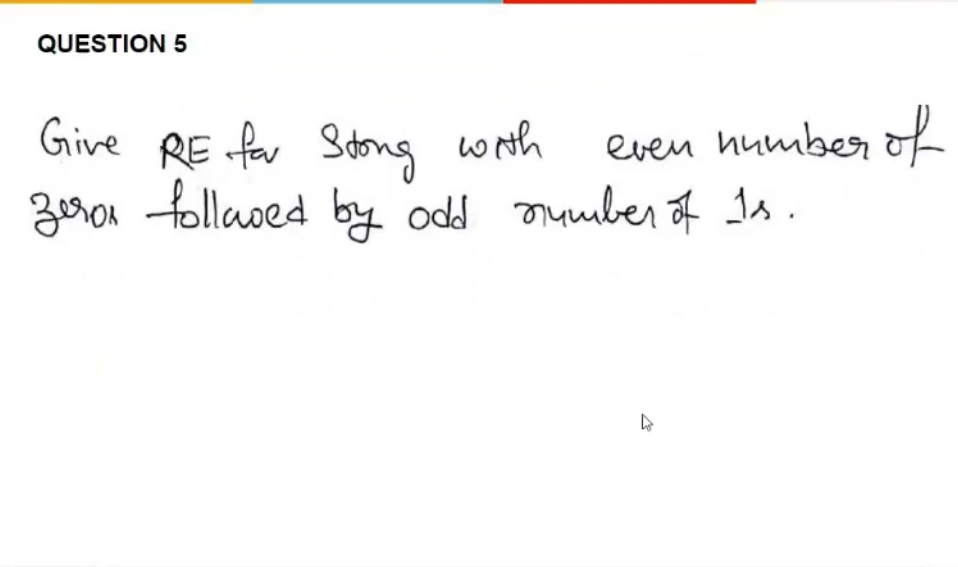 QUESTION 5
Give RE for String with even number of
zeros followed by odd number of 1s.